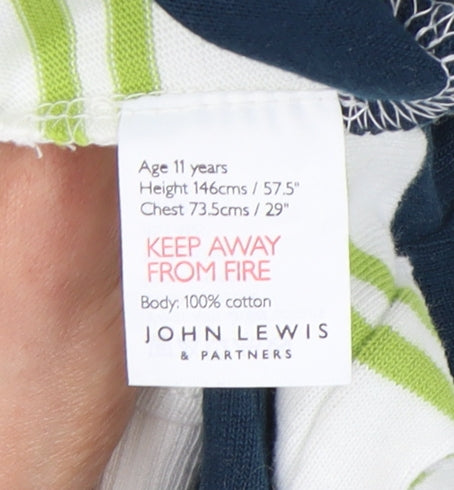 Age 11 years
Height 146cms / 57.5"
Chest 73.5cms / 29"
KEEP AWAY
FROM FIRE
Body: 100% cotton
JOHN LEWIS
& PARTNERS